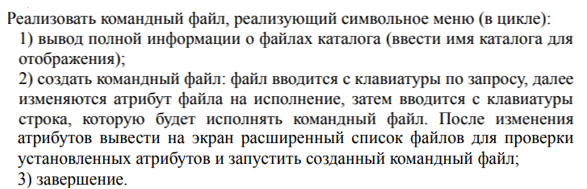 Реализовать командный файл, реализующий символьное меню (в цикле):
1) вывод полной информации о файлах каталога (ввести имя каталога для
отображения);
2) создать командный файл: файл вводится с клавиатуры по запросу, далее
изменяются атрибут файла на исполнение, затем вводится с клавиатуры
строка, которую будет исполнять командный файл. После изменения
атрибутов вывести на экран расширенный список файлов для проверки
установленных атрибутов и запустить созданный командный файл;
3) завершение.